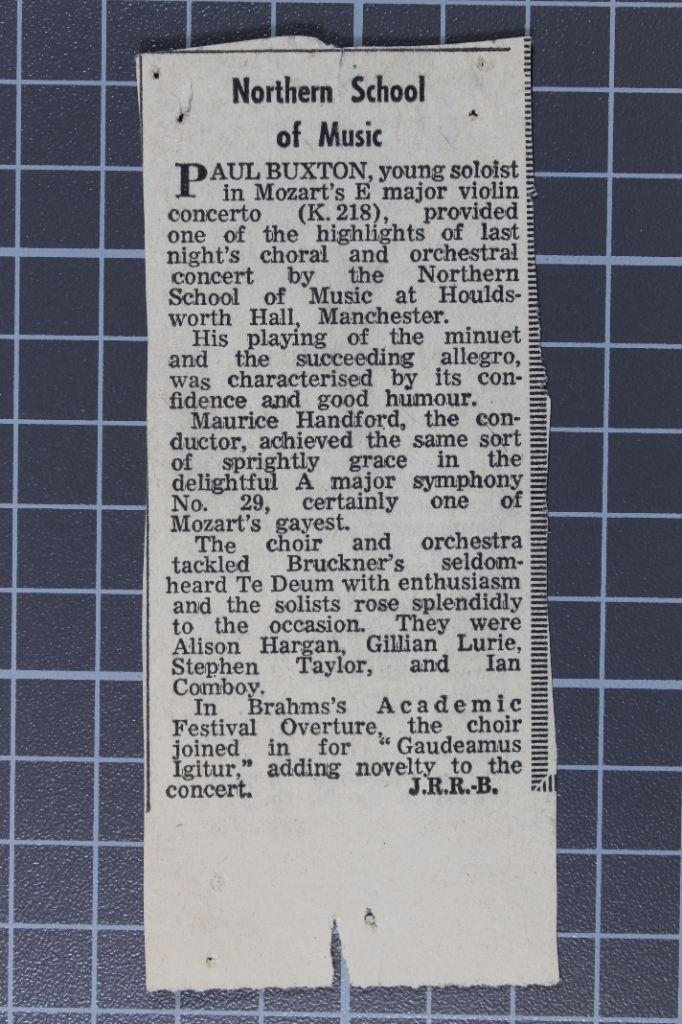 Northern School
of Music
PAUL BUXTON, young soloist
in Mozart's E major violin
concerto (K. 218), provided
one of the highlights of last
night's choral and orchestral
concert by the Northern
School of Music at Houlds-
worth Hall, Manchester.
His playing of the minuet
and the succeeding allegro,
was characterised by its con-
fidence and good humour.
Maurice Handford, the con-
ductor, achieved the same sort
of sprightly grace in the
delightful A major symphony
No. 29, certainly one of
Mozart's gayest.
The choir and orchestra
tackled Bruckner's seldom-
heard Te Deum with enthusiasm
and the solists rose splendidly
to the occasion. They were
Alison Hargan, Gillian Lurie,
Stephen Taylor, and Ian
Comboy.
In Brahms's Academic
Festival Overture, the choir
joined in for "Gaudeamus
Igitur," adding novelty to the
concert. J.R.R.-B.